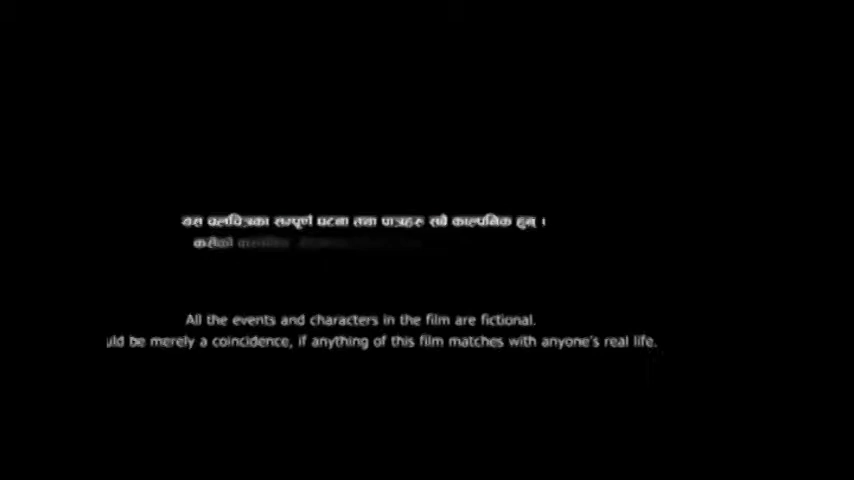 यस चलचित्रका सम्पूर्ण घटना तथा पात्रहरु सबै काल्पनिक हुन् ।
कसैको
All the events and characters in the film are fictional.
be merely a coincidence, if anything of this film matches with anyone's real life.